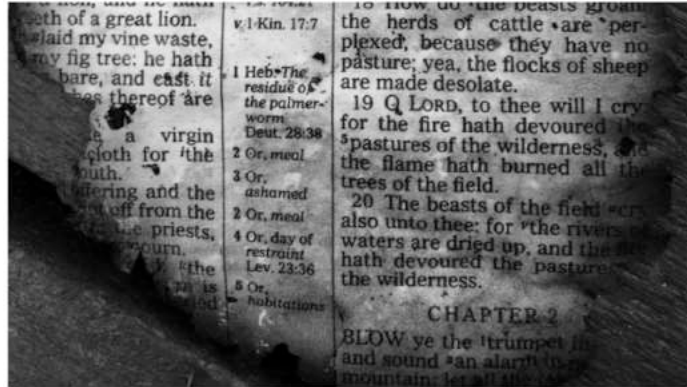 eth of a great lion.
laid my vine waste,
my fig tree: he hath
bare, and cast it
thereof are
a virgin
cloth for the
outh.
ering and the
off from the
the priests,
ourn.
the
is
v 1 Kin. 17:7
1 Heb. The
residue of
the palmer-
worm
Deut. 28:38
2 Or, meal
3 Or,
ashamed
2 Or, meal
4 Or, day of
restraint
Lev. 23:36
5 Or,
habitations
18 How do the beasts groan!
the herds of cattle are per-
plexed, because they have no
pasture; yea, the flocks of sheep
are made desolate.
19 O LORD, to thee will I cry:
for the fire hath devoured the
5pastures of the wilderness, and
the flame hath burned all the
trees of the field.
20 The beasts of the field cry
also unto thee: for the rivers of
waters are dried up, and the fire
hath devoured the pastures
the wilderness.
CHAPTER 2
BLOW ye the trumpet in
and sound an alarm in
mountain: let all the